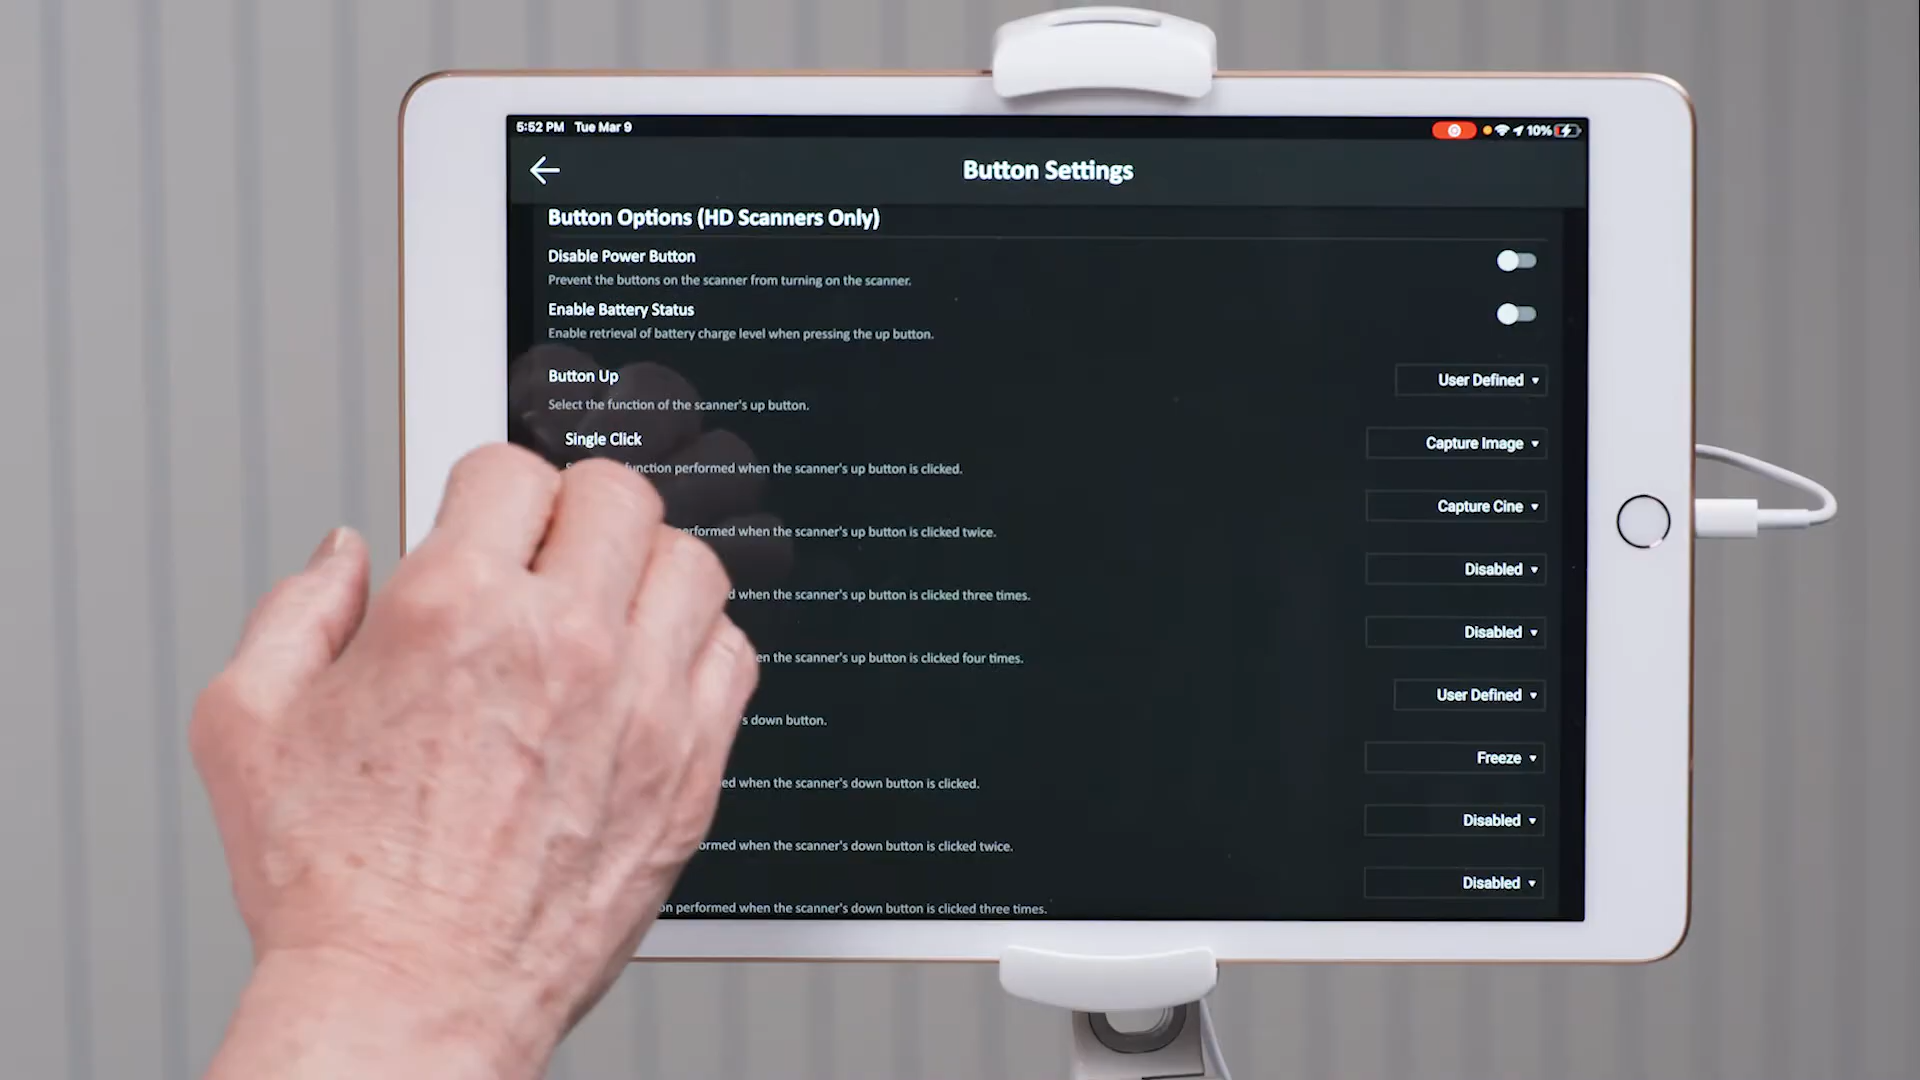 5:52 PM Tue Mar 9
10%
Button Settings
Button Options (HD Scanners Only)
Disable Power Button
Prevent the buttons on the scanner from turning on the scanner.
Enable Battery Status
Enable retrieval of battery charge level when pressing the up button.
Button Up
User Defined
Select the function of the scanner's up button.
Single Click
Capture Image
function performed when the scanner's up button is clicked.
Capture Cine
performed when the scanner's up button is clicked twice.
Disabled
when the scanner's up button is clicked three times.
Disabled
the scanner's up button is clicked four times.
User Defined
down button.
Freeze
when the scanner's down button is clicked.
Disabled
when the scanner's down button is clicked twice.
Disabled
performed when the scanner's down button is clicked three times.